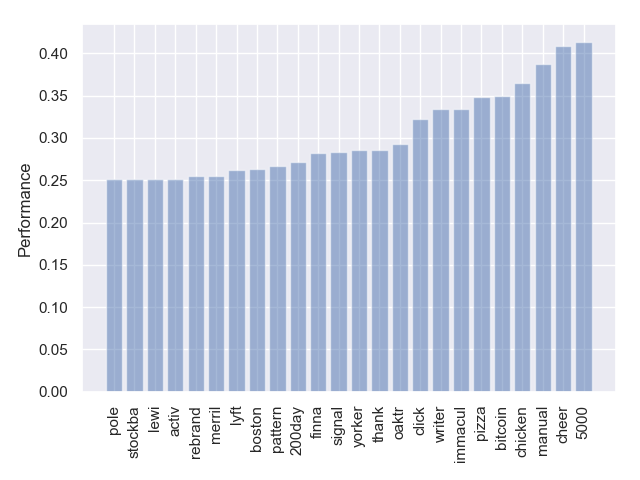 0.40
0.35
0.30
0.25
0.20
0.15
0.10
0.05
0.00
Performance
pole
stockba
lewi
activ
rebrand
merril
lyft
boston
pattern
200day
finna
signal
yorker
thank
oaktr
click
writer
immacul
pizza
bitcoin
chicken
manual
cheer
5000